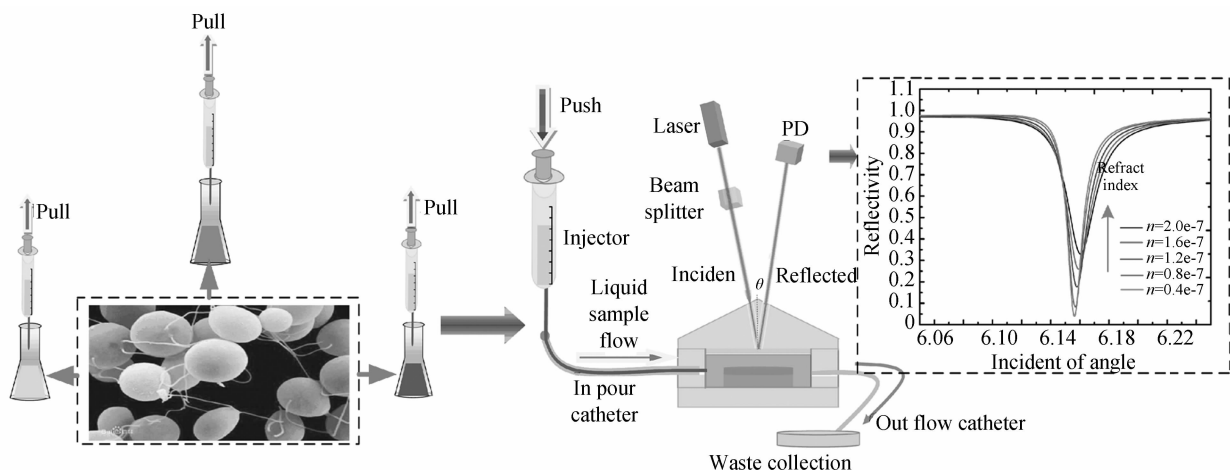 Pull
Pull
Pull
Push
Injector
Liquid
sample
flow
In pour
catheter
Laser
PD
Beam
splitter
Inciden
θ
Reflected
Out flow catheter
Waste collection
Reflectivity
1.1
1.0
0.9
0.8
0.7
0.6
0.5
0.4
0.3
0.2
0.1
0
Refract
index
n=2.0e-7
n=1.6e-7
n=1.2e-7
n=0.8e-7
n=0.4e-7
6.06 6.10 6.14 6.18 6.22
Incident of angle